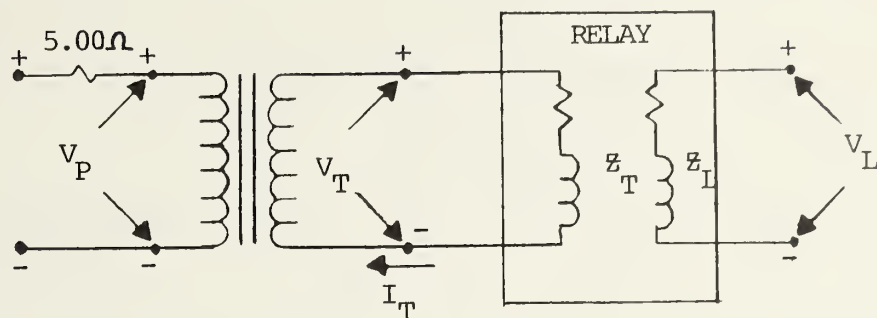 5.00Ω
RELAY
+ + + +
V_P V_T Z_T Z_L V_L
- - - -
I_T